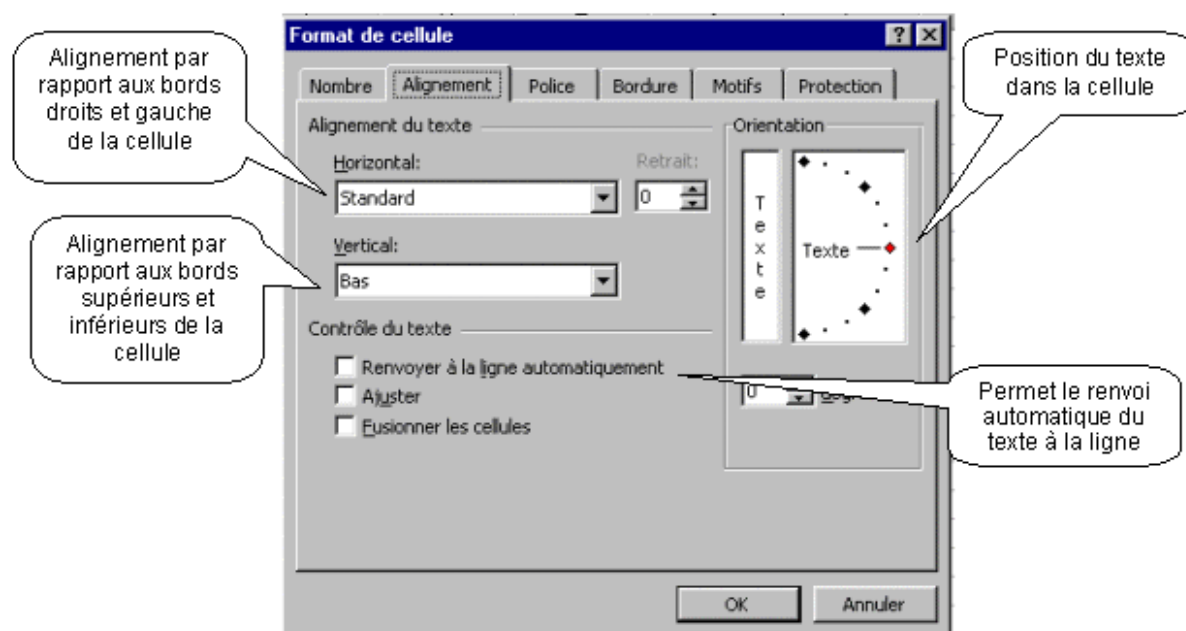 Format de cellule
Alignement par
rapport aux bords
droits et gauche
de la cellule
Position du texte
dans la cellule
Nombre Alignement Police Bordure Motifs Protection
Alignement du texte
Orientation
Horizontal:
Retrait:
Standard
0
T
e
x
t
e
Texte
Alignement par
rapport aux bords
supérieurs et
inférieurs de la
cellule
Vertical:
Bas
Contrôle du texte
Renvoyer à la ligne automatiquement
Ajuster
Fusionner les cellules
0
Permet le renvoi
automatique du
texte à la ligne
OK Annuler